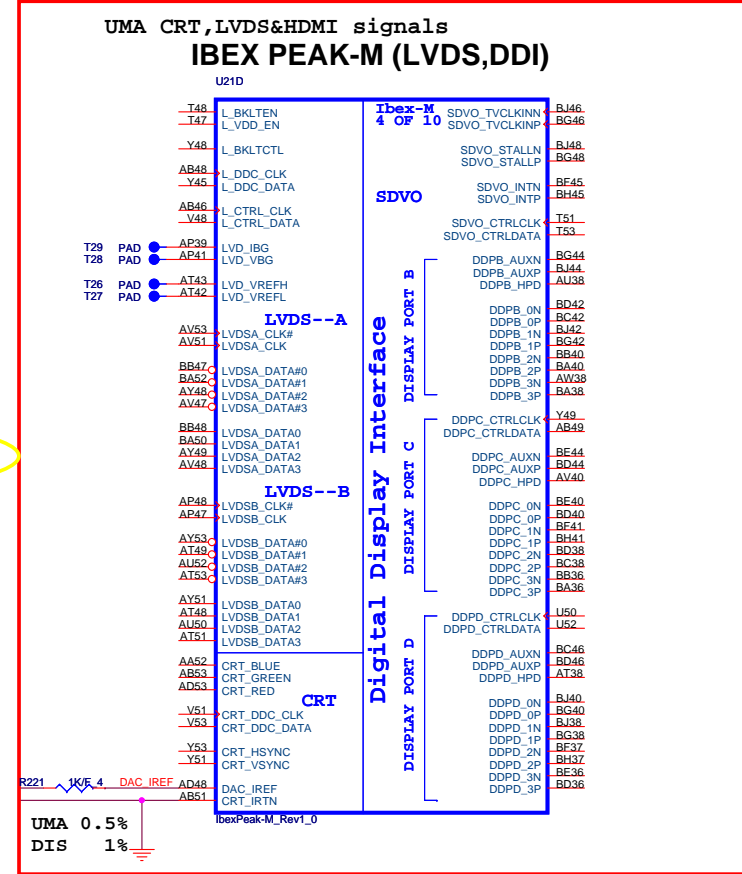 UMA CRT,LVDS&HDMI signals
IBEX PEAK-M (LVDS,DDI)
U21D
T48 L_BKLTEN
T47 L_VDD_EN
Y48 L_BKLTCTL
AB48 L_DDC_CLK
Y45 L_DDC_DATA
AB46 L_CTRL_CLK
V48 L_CTRL_DATA
T29 PAD AP39 LVD_IBG
T28 PAD AP41 LVD_VBG
T26 PAD AT43 LVD_VREFH
T27 PAD AT42 LVD_VREFL
LVDS--A
AV53 LVDSA_CLK#
AV51 LVDSA_CLK
BB47 LVDSA_DATA#0
BA52 LVDSA_DATA#1
AY48 LVDSA_DATA#2
AV47 LVDSA_DATA#3
BB48 LVDSA_DATA0
BA50 LVDSA_DATA1
AY49 LVDSA_DATA2
AV48 LVDSA_DATA3
LVDS--B
AP48 LVDSB_CLK#
AP47 LVDSB_CLK
AY53 LVDSB_DATA#0
AT49 LVDSB_DATA#1
AU52 LVDSB_DATA#2
AT53 LVDSB_DATA#3
AY51 LVDSB_DATA0
AT48 LVDSB_DATA1
AU50 LVDSB_DATA2
AT51 LVDSB_DATA3
AA52 CRT_BLUE
AB53 CRT_GREEN
AD53 CRT_RED
CRT
V51 CRT_DDC_CLK
V53 CRT_DDC_DATA
Y53 CRT_HSYNC
Y51 CRT_VSYNC
R221 1K/F_4 DAC_IREF AD48 DAC_IREF
AB51 CRT_IRTN
UMA 0.5%
DIS 1%
IbexPeak-M_Rev1_0
Ibex-M
4 OF 10
SDVO
Digital Display Interface
SDVO_TVCLKINN BJ46
SDVO_TVCLKINP BG46
SDVO_STALLN BJ48
SDVO_STALLP BG48
SDVO_INTN BF45
SDVO_INTP BH45
SDVO_CTRLCLK T51
SDVO_CTRLDATA T53
DISPLAY PORT B
DDPB_AUXN BG44
DDPB_AUXP BJ44
DDPB_HPD AU38
DDPB_0N BD42
DDPB_0P BC42
DDPB_1N BJ42
DDPB_1P BG42
DDPB_2N BB40
DDPB_2P BA40
DDPB_3N AW38
DDPB_3P BA38
DISPLAY PORT C
DDPC_CTRLCLK Y49
DDPC_CTRLDATA AB49
DDPC_AUXN BE44
DDPC_AUXP BD44
DDPC_HPD AV40
DDPC_0N BE40
DDPC_0P BD40
DDPC_1N BF41
DDPC_1P BH41
DDPC_2N BD38
DDPC_2P BC38
DDPC_3N BB36
DDPC_3P BA36
DISPLAY PORT D
DDPD_CTRLCLK U50
DDPD_CTRLDATA U52
DDPD_AUXN BC46
DDPD_AUXP BD46
DDPD_HPD AT38
DDPD_0N BJ40
DDPD_0P BG40
DDPD_1N BJ38
DDPD_1P BG38
DDPD_2N BF37
DDPD_2P BH37
DDPD_3N BE36
DDPD_3P BD36